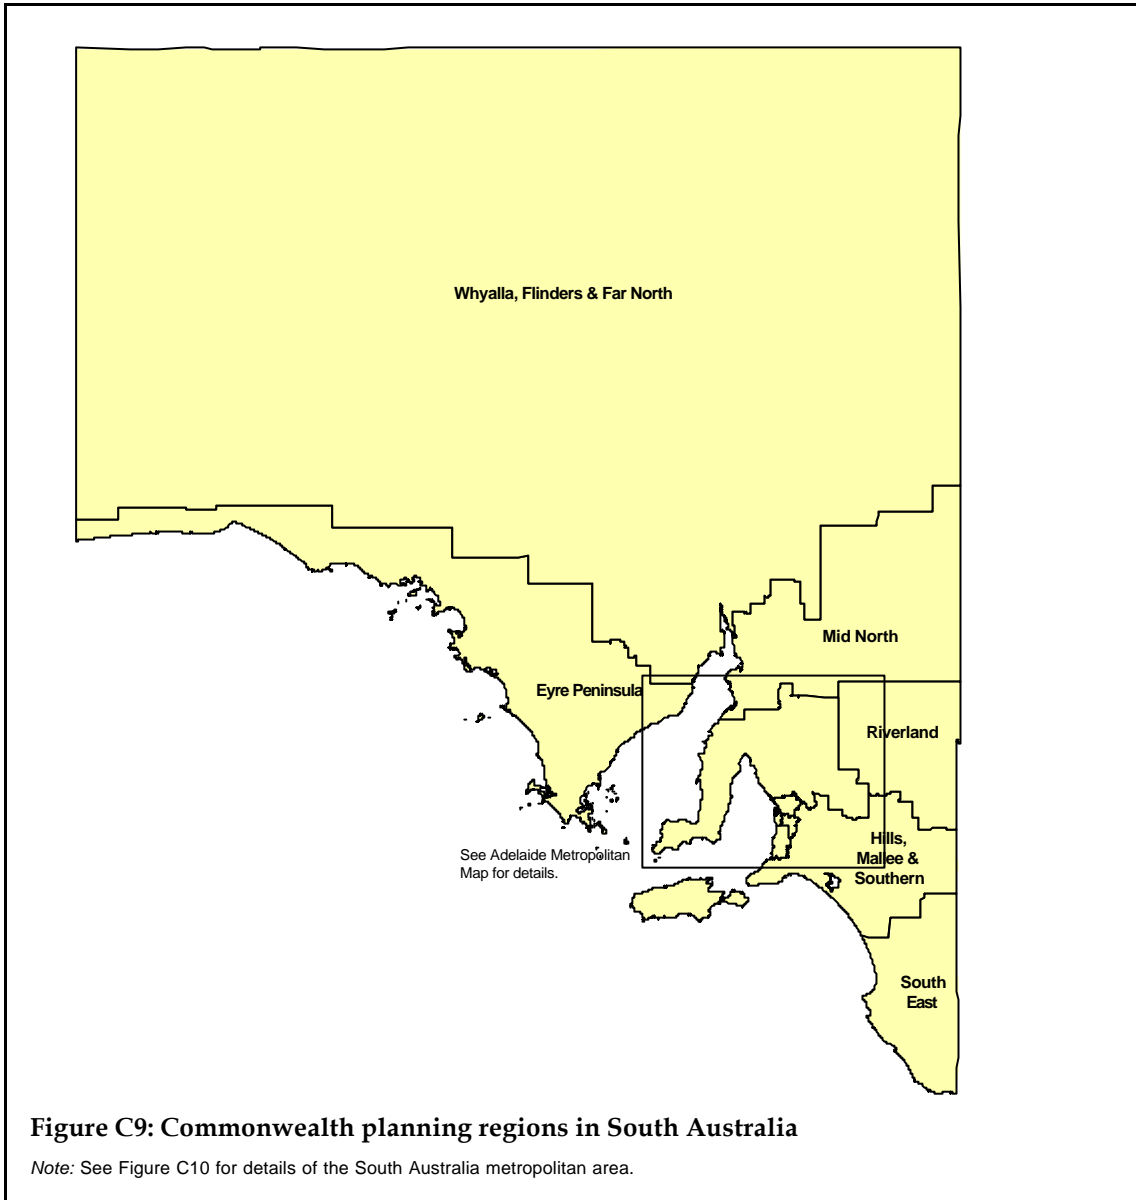 Whyalla, Flinders & Far North
Mid North
Eyre Peninsula
Riverland
Hills,
Mallee &
Southern
See Adelaide Metropolitan
Map for details.
South
East
Figure C9: Commonwealth planning regions in South Australia
Note: See Figure C10 for details of the South Australia metropolitan area.